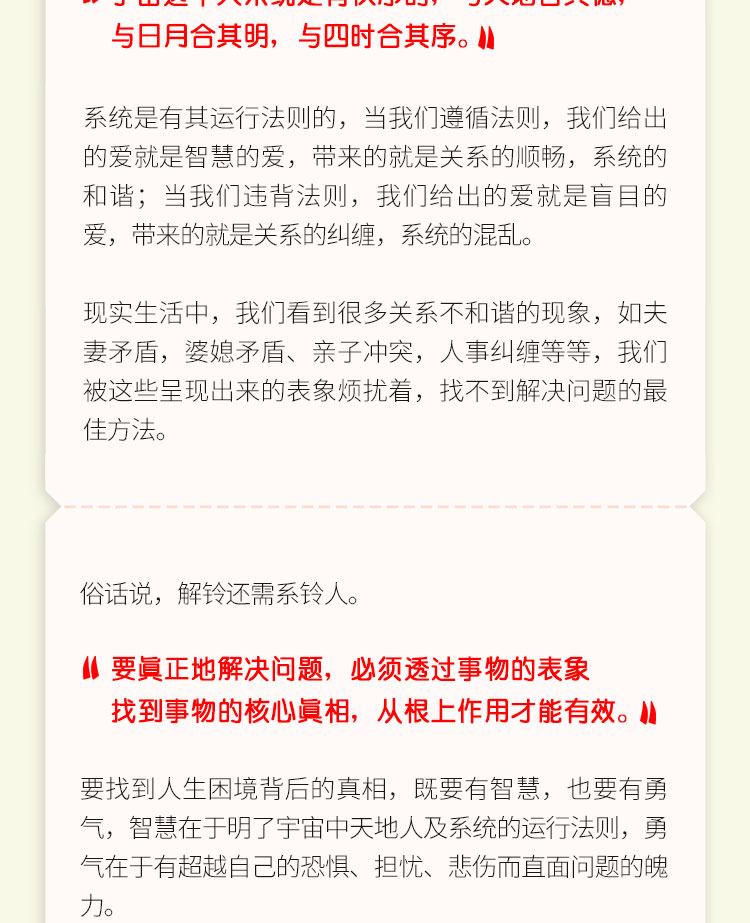 与日月合其明，与四时合其序。
系统是有其运行法则的，当我们遵循法则，我们给出
的爱就是智慧的爱，带来的就是关系的顺畅，系统的
和谐；当我们违背法则，我们给出的爱就是盲目的
爱，带来的就是关系的纠缠，系统的混乱。
现实生活中，我们看到很多关系不和谐的现象，如夫
妻矛盾，婆媳矛盾、亲子冲突，人事纠缠等等，我们
被这些呈现出来的表象烦扰着，找不到解决问题的最
佳方法。
俗话说，解铃还需系铃人。
要眞正地解决问题，必须透过事物的表象
找到事物的核心眞相，从根上作用才能有效。
要找到人生困境背后的真相，既要有智慧，也要有勇
气，智慧在于明了宇宙中天地人及系统的运行法则，勇
气在于有超越自己的恐惧、担忧、悲伤而直面问题的魄
力。